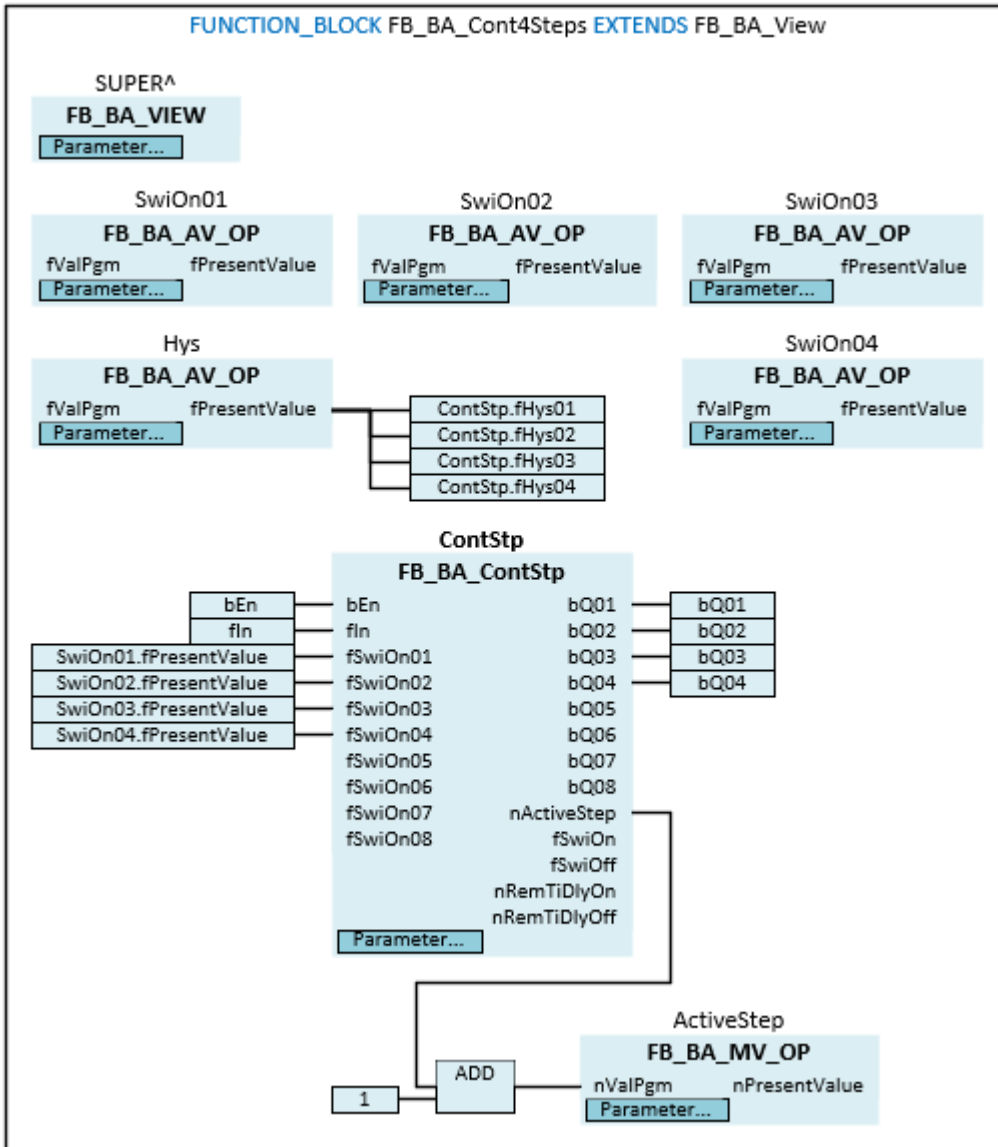 FUNCTION_BLOCK FB_BA_Cont4Steps EXTENDS FB_BA_View
SUPER^
FB_BA_VIEW
Parameter...
SwiOn01
FB_BA_AV_OP
fValPgm fPresentValue
Parameter...
SwiOn02
FB_BA_AV_OP
fValPgm fPresentValue
Parameter...
SwiOn03
FB_BA_AV_OP
fValPgm fPresentValue
Parameter...
Hys
FB_BA_AV_OP
fValPgm fPresentValue
Parameter...
ContStp.fHys01
ContStp.fHys02
ContStp.fHys03
ContStp.fHys04
SwiOn04
FB_BA_AV_OP
fValPgm fPresentValue
Parameter...
ContStp
FB_BA_ContStp
bEn bEn bQ01 bQ01
fIn fIn bQ02 bQ02
SwiOn01.fPresentValue fSwiOn01 bQ03 bQ03
SwiOn02.fPresentValue fSwiOn02 bQ04 bQ04
SwiOn03.fPresentValue fSwiOn03 bQ05
SwiOn04.fPresentValue fSwiOn04 bQ06
fSwiOn05 bQ07
fSwiOn06 bQ08
fSwiOn07 nActiveStep
fSwiOn08 fSwiOn
fSwiOff
nRemTiDlyOn
nRemTiDlyOff
Parameter...
ActiveStep
FB_BA_MV_OP
ADD
nValPgm nPresentValue
1
Parameter...